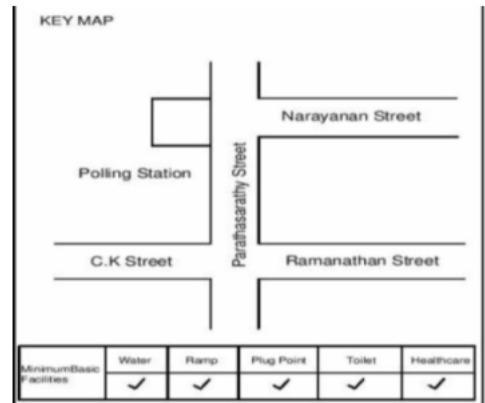 KEY MAP
Narayanan Street
Parathasarathy Street
Polling Station
C.K Street
Ramanathan Street
MinimumBasic Facilities
Water
Ramp
Plug Point
Toilet
Healthcare
✓ ✓ ✓ ✓ ✓